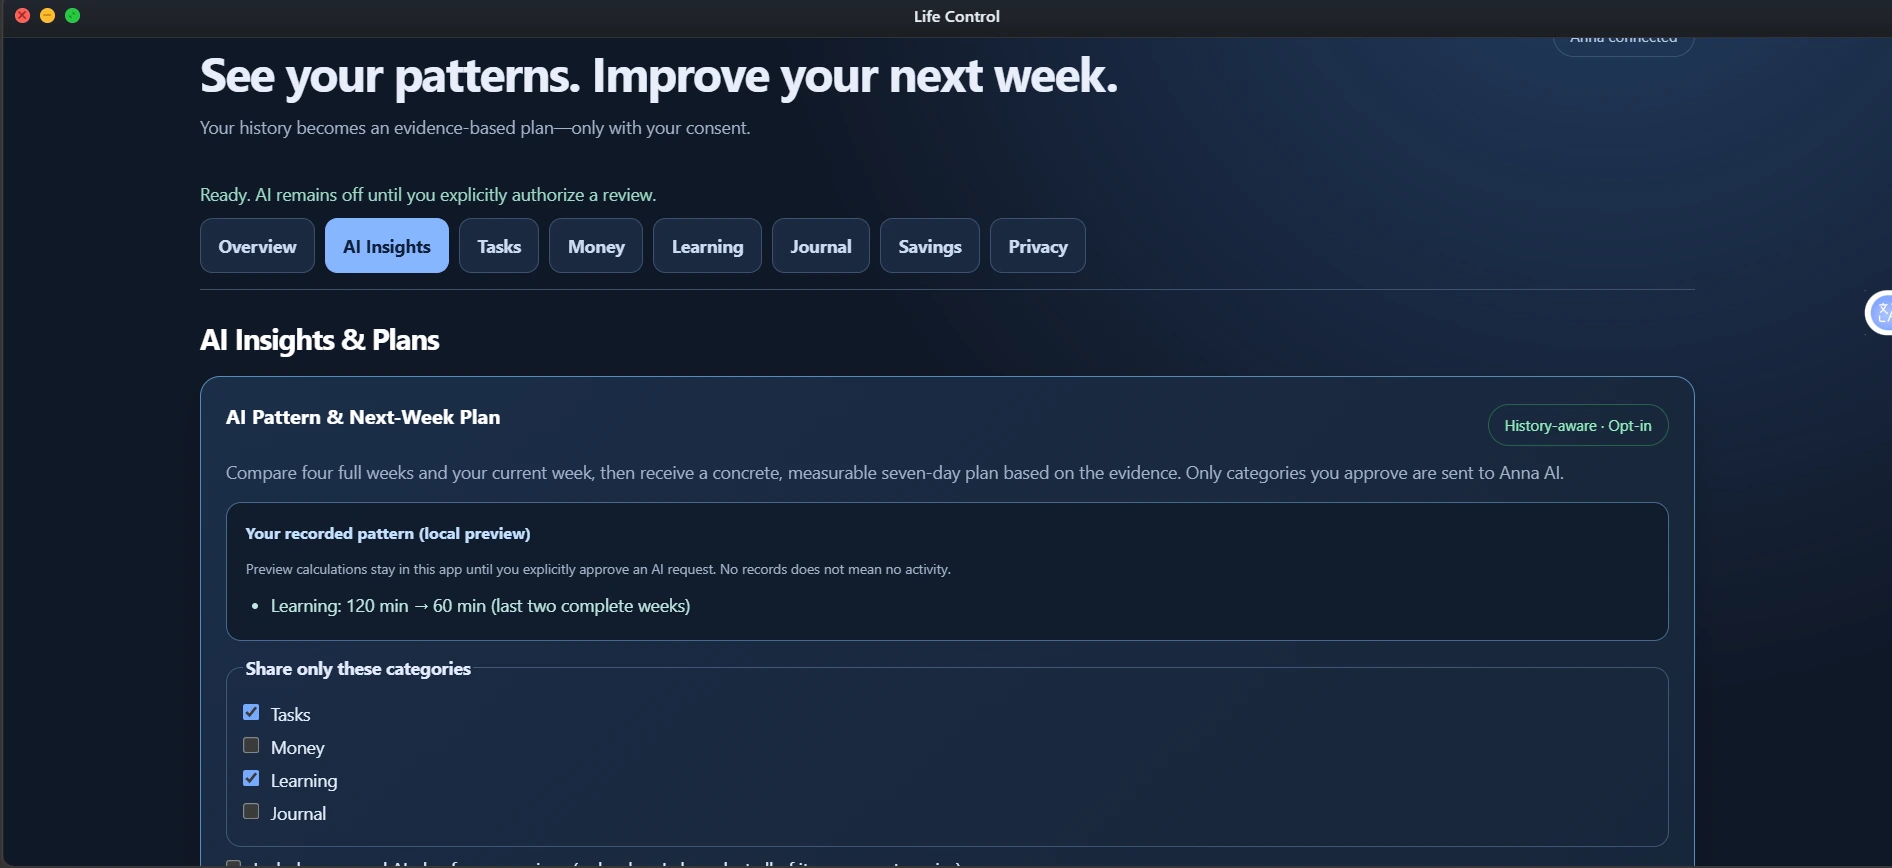 Life Control
Anna connected
See your patterns. Improve your next week.
Your history becomes an evidence-based plan—only with your consent.
Ready. AI remains off until you explicitly authorize a review.
Overview
AI Insights
Tasks
Money
Learning
Journal
Savings
Privacy
AI Insights & Plans
AI Pattern & Next-Week Plan
History-aware · Opt-in
Compare four full weeks and your current week, then receive a concrete, measurable seven-day plan based on the evidence. Only categories you approve are sent to Anna AI.
Your recorded pattern (local preview)
Preview calculations stay in this app until you explicitly approve an AI request. No records does not mean no activity.
• Learning: 120 min → 60 min (last two complete weeks)
Share only these categories
Tasks
Money
Learning
Journal